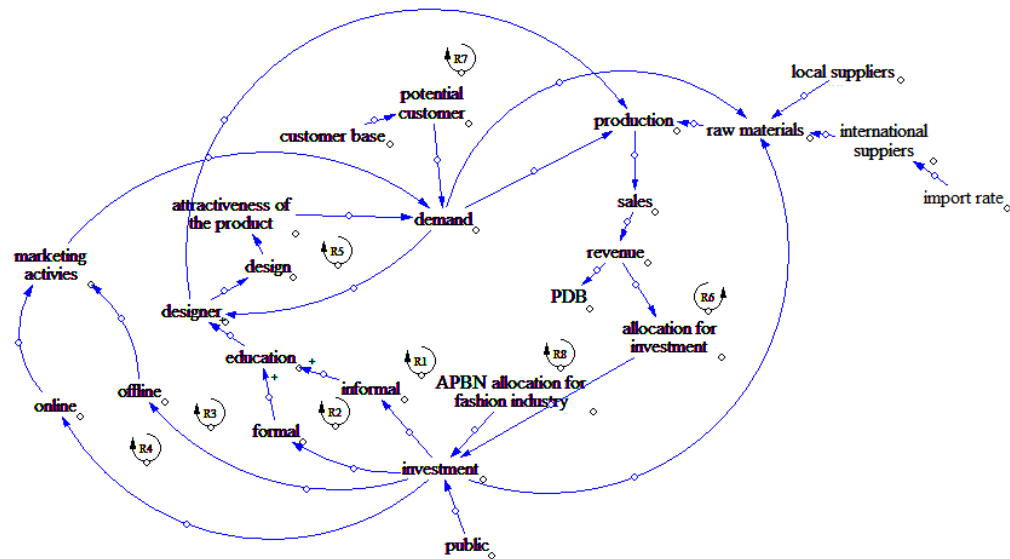 R7
local suppliers
potential
customer
customer base
production
raw materials
international
suppiers
import rate
attractiveness of
the product
demand
sales
marketing
activies
R5
design
revenue
PDB
R6
designer
+
allocation for
investment
education
+
+
R1
R8
informal
APBN allocation for
fashion industry
online
offline
R3
R2
formal
R4
investment
public